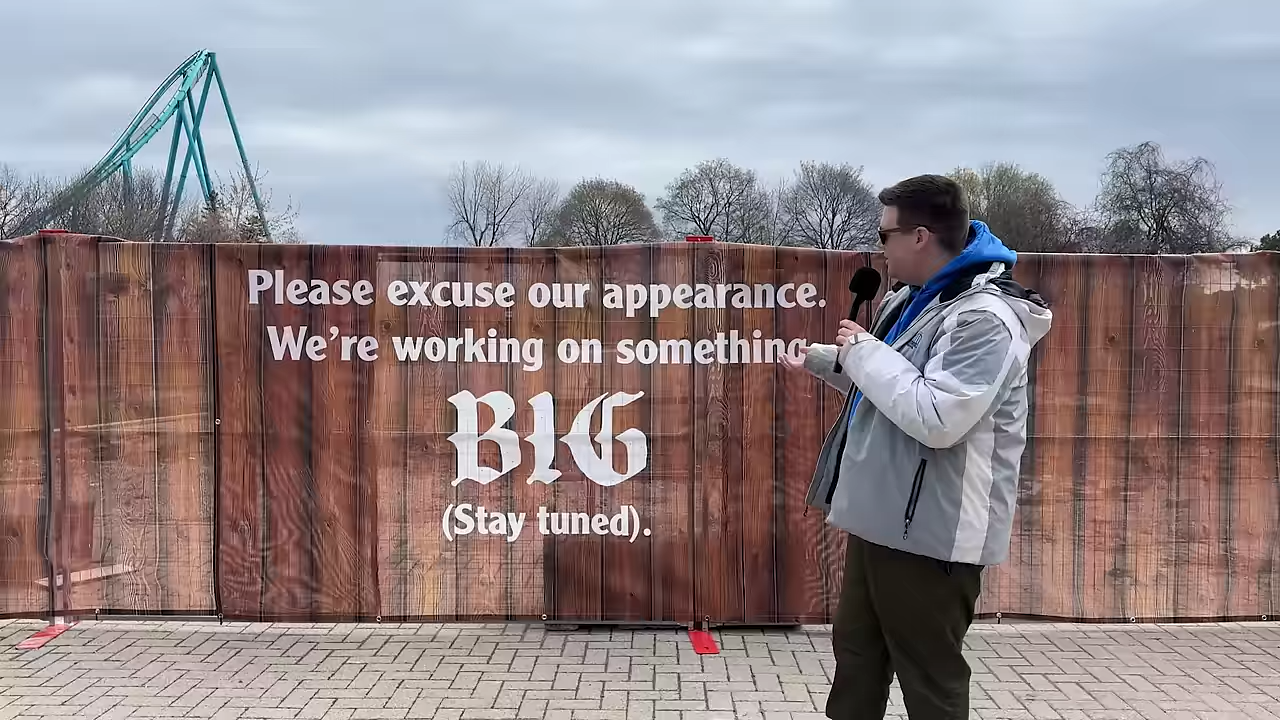 Please excuse our appearance.
We're working on something
BIG
(Stay tuned).